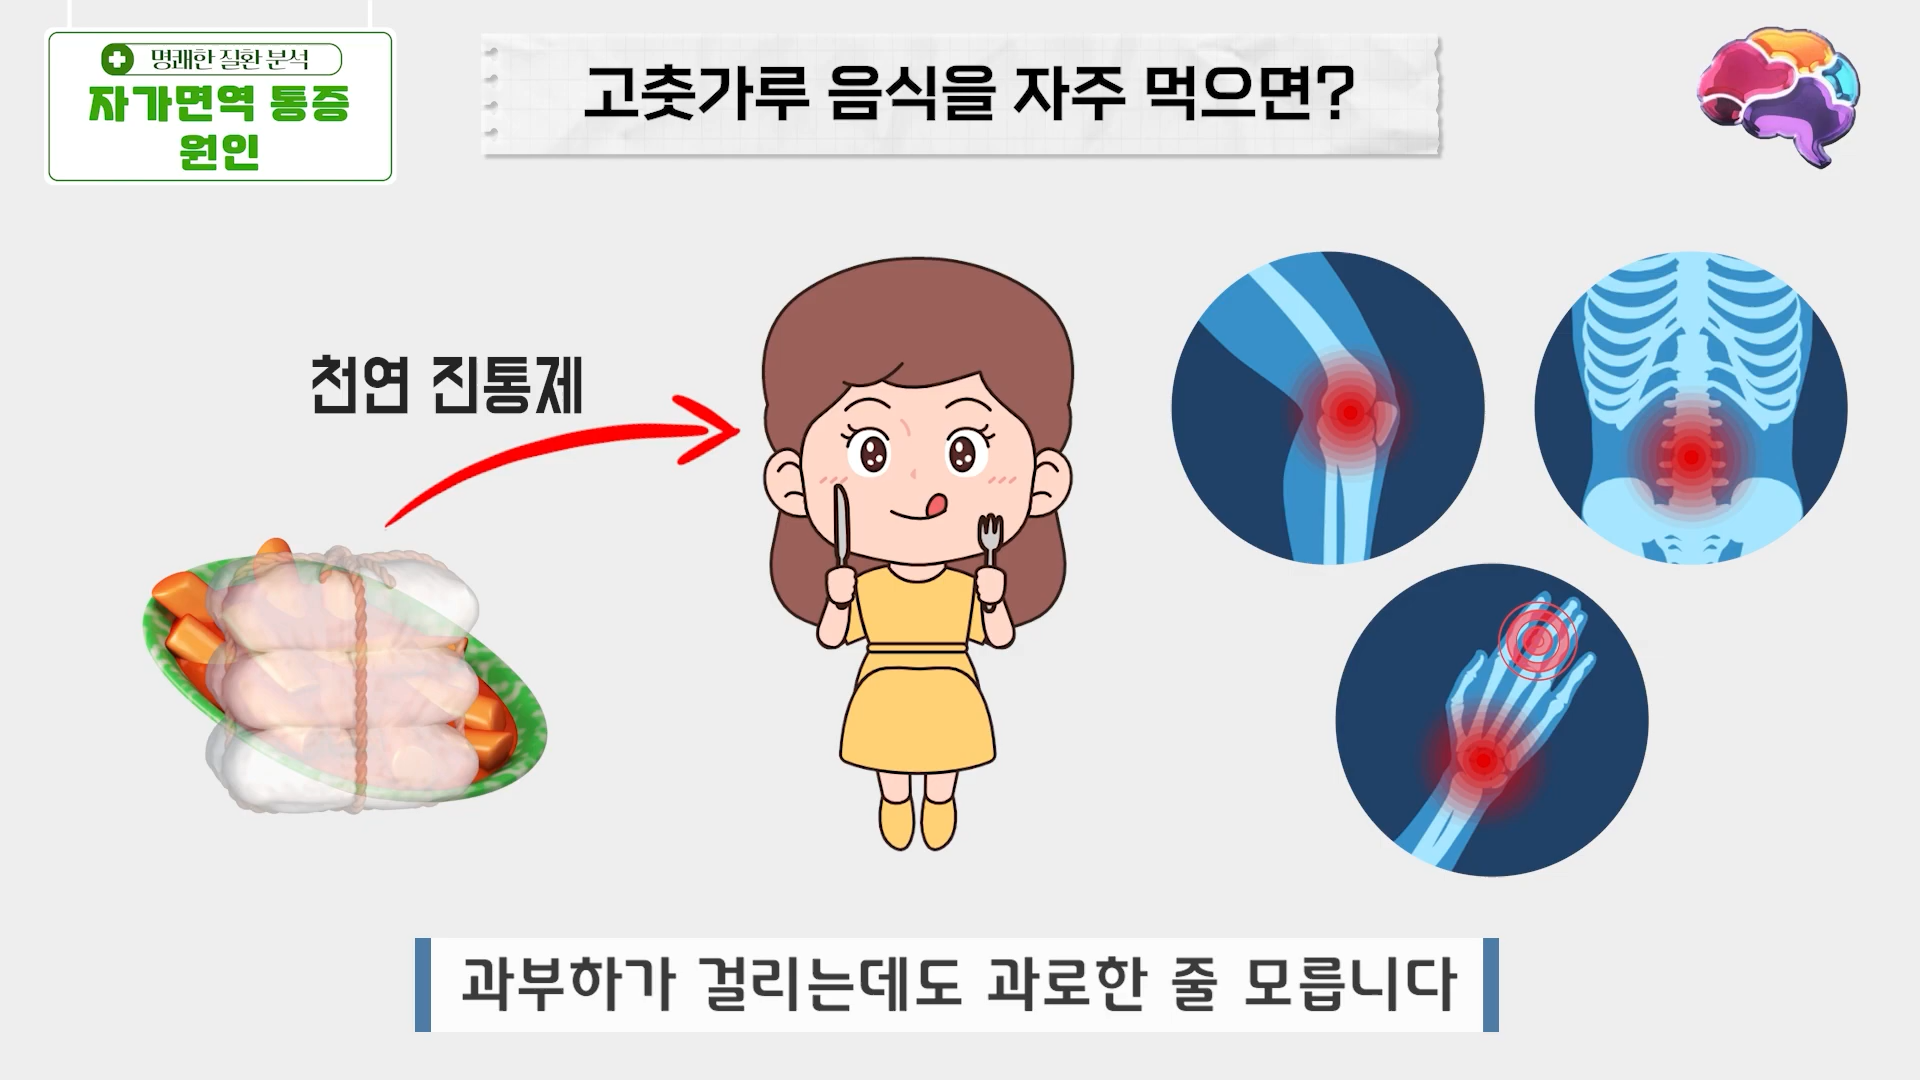 명쾌한 질환 분석
자가면역 통증
원인
고춧가루 음식을 자주 먹으면?
천연 진통제
과부하가 걸리는데도 과로한 줄 모릅니다